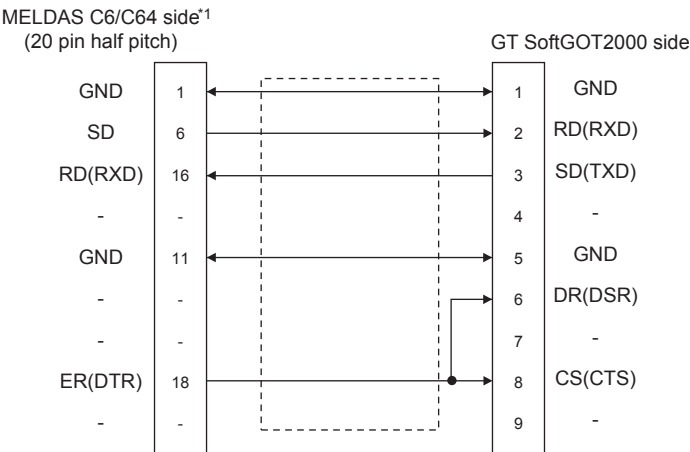 MELDAS C6/C64 side*1
(20 pin half pitch)
GT SoftGOT2000 side
GND 1 1 GND
SD 6 2 RD(RXD)
RD(RXD) 16 3 SD(TXD)
- - 4 -
GND 11 5 GND
- - 6 DR(DSR)
- - 7 -
ER(DTR) 18 8 CS(CTS)
- - 9 -